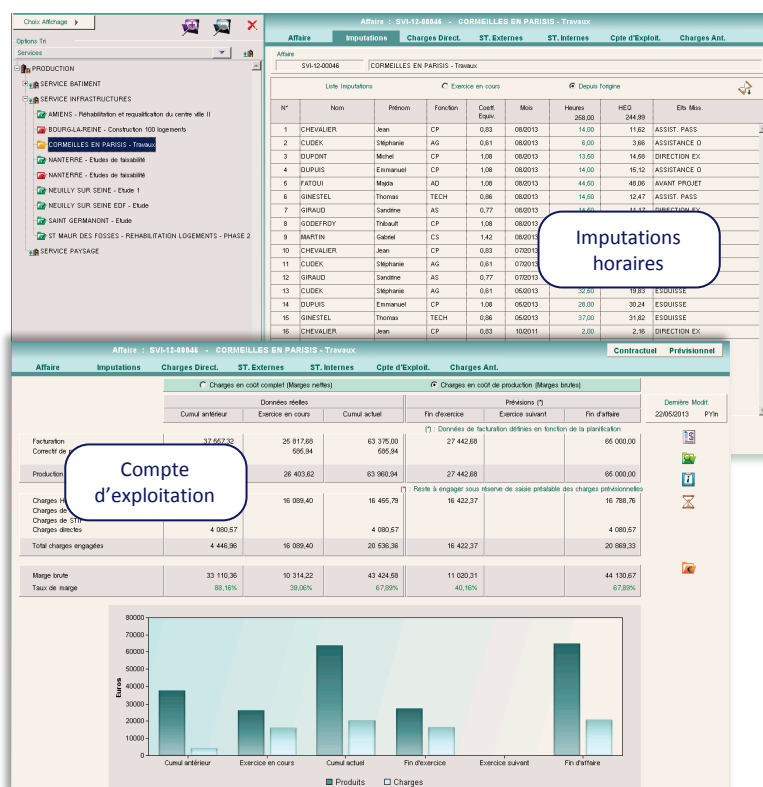 Choix Affichage
Options Tri
Services
PRODUCTION
SERVICE BATIMENT
SERVICE INFRASTRUCTURES
AMIENS - Réhabilitation et requalification du centre ville II
BOURG-LA-REINE - Construction 100 logements
CORMEILLES EN PARISIS - Travaux
NANTERRE - Etudes de faisabilité
NANTERRE - Etudes de faisabilité
NEUILLY SUR SEINE - Etude 1
NEUILLY SUR SEINE EDF - Etude
SAINT GERMANONT - Etude
ST MAUR DES FOSSES - REHABILITATION LOGEMENTS - PHASE 2
SERVICE PAYSAGE
Affaire : SVI-12-00046 - CORMEILLES EN PARISIS - Travaux
Affaire Imputations Charges Direct. ST. Externes ST. Internes Cpte d'Exploit. Charges Ant.
Affaire
SVI-12-00046 CORMEILLES EN PARISIS - Travaux
Liste Imputations Exercice en cours Depuis l'origine
N° Nom Prénom Fonction Coeff. Equiv. Mois Heures HEQ Elts Miss.
258,00 244,99
1 CHEVALIER Jean CP 0,83 08/2013 14,00 11,62 ASSIST. PASS
2 CUDEK Stéphanie AG 0,61 08/2013 6,00 3,66 ASSISTANCE O
3 DUPONT Michel CP 1,08 08/2013 13,50 14,58 DIRECTION EX
4 DUPUIS Emmanuel CP 1,08 08/2013 14,00 15,12 ASSISTANCE O
5 FATOUI Majda AD 1,08 08/2013 44,50 48,06 AVANT PROJET
6 GINESTEL Thomas TECH 0,86 08/2013 14,50 12,47 ASSIST. PASS
7 GIRAUD Sandrine AS 0,77 08/2013 14,50 11,17 DIRECTION EX
8 GODEFROY Thibault CP 1,08
9 MARTIN Gabriel CS 1,42
10 CHEVALIER Jean CP 0,83
11 CUDEK Stéphanie AG 0,61 07/2013
12 GIRAUD Sandrine AS 0,77 07/2013
13 CUDEK Stéphanie AG 0,61 05/2013 32,50 19,83 ESQUISSE
14 DUPUIS Emmanuel CP 1,08 05/2013 28,00 30,24 ESQUISSE
15 GINESTEL Thomas TECH 0,86 05/2013 37,00 31,82 ESQUISSE
16 CHEVALIER Jean CP 0,83 10/2011 2,00 2,16 DIRECTION EX
Imputations
horaires
Affaire : SVI-12-00046 - CORMEILLES EN PARISIS - Travaux
Contractuel Prévisionnel
Affaire Imputations Charges Direct. ST. Externes ST. Internes Cpte d'Exploit. Charges Ant.
Charges en coût complet (Marges nettes) Charges en coût de production (Marges brutes)
Données réelles Prévisions (*) Dernière Modif.
Cumul antérieur Exercice en cours Cumul actuel Fin d'exercice Exercice suivant Fin d'affaire 22/05/2013 PYIn
(*) : Données de facturation définies en fonction de la planification
Facturation 37 557,32 25 817,68 63 375,00 27 442,68 65 000,00
Correctif de 585,94 585,94
Production 26 403,62 63 960,94 27 442,68 65 000,00
(*) : Reste à engager sous réserve de saisie préalable des charges prévisionnelles
Charges 16 089,40 16 455,79 16 422,37 16 788,76
Charges de
Charges de
Charges directes 4 080,57 4 080,57 4 080,57
Total charges engagées 4 446,96 16 089,40 20 536,36 16 422,37 20 869,33
Marge brute 33 110,36 10 314,22 43 424,58 11 020,31 44 130,67
Taux de marge 88,16% 39,06% 67,89% 40,16% 67,89%
Compte
d'exploitation
80000
70000
60000
50000
40000
30000
20000
10000
0
Euros
Cumul antérieur Exercice en cours Cumul actuel Fin d'exercice Exercice suivant Fin d'affaire
Produits Charges